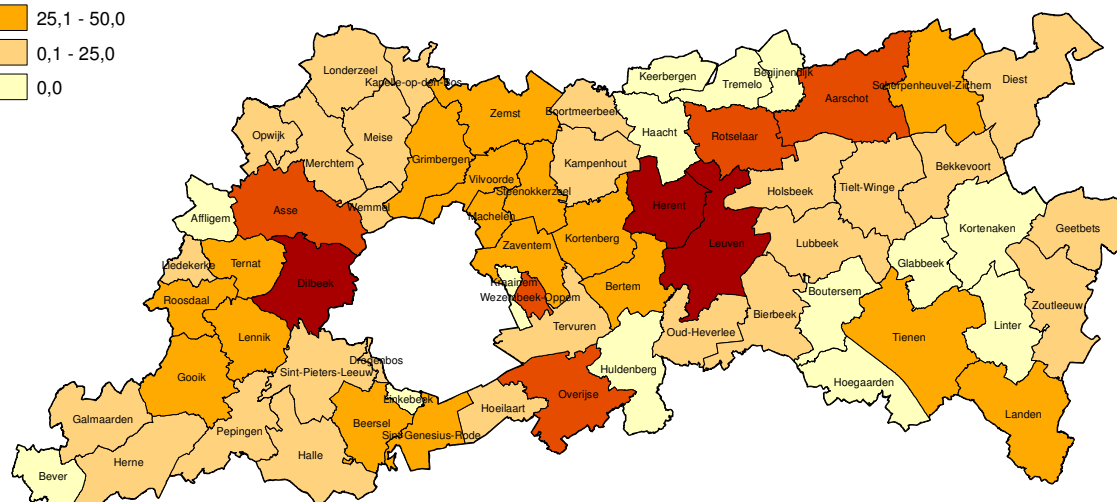 25,1 - 50,0
0,1 - 25,0
0,0
Londerzeel
Kapelle-op-den-Bos
Zemst
Boortmeerbeek
Keerbergen
Tremelo
Begijnendijk
Aarschot
Scherpenheuvel-Zichem
Diest
Opwijk
Meise
Merchtem
Grimbergen
Kampenhout
Haacht
Rotselaar
Vilvoorde
Steenokkerzeel
Holsbeek
Tielt-Winge
Bekkevoort
Affligem
Asse
Wemmel
Machelen
Herent
Zaventem
Kortenberg
Leuven
Lubbeek
Kortenaken
Geetbets
Liedekerke
Ternat
Dilbeek
Glabbeek
Kraainem
Wezembeek-Oppem
Bertem
Boutersem
Roosdaal
Zoutleeuw
Bierbeek
Tervuren
Oud-Heverlee
Linter
Lennik
Tienen
Drogenbos
Sint-Pieters-Leeuw
Huldenberg
Gooik
Hoegaarden
Linkebeek
Overijse
Hoeilaart
Galmaarden
Beersel
Sint-Genesius-Rode
Landen
Pepingen
Halle
Herne
Bever